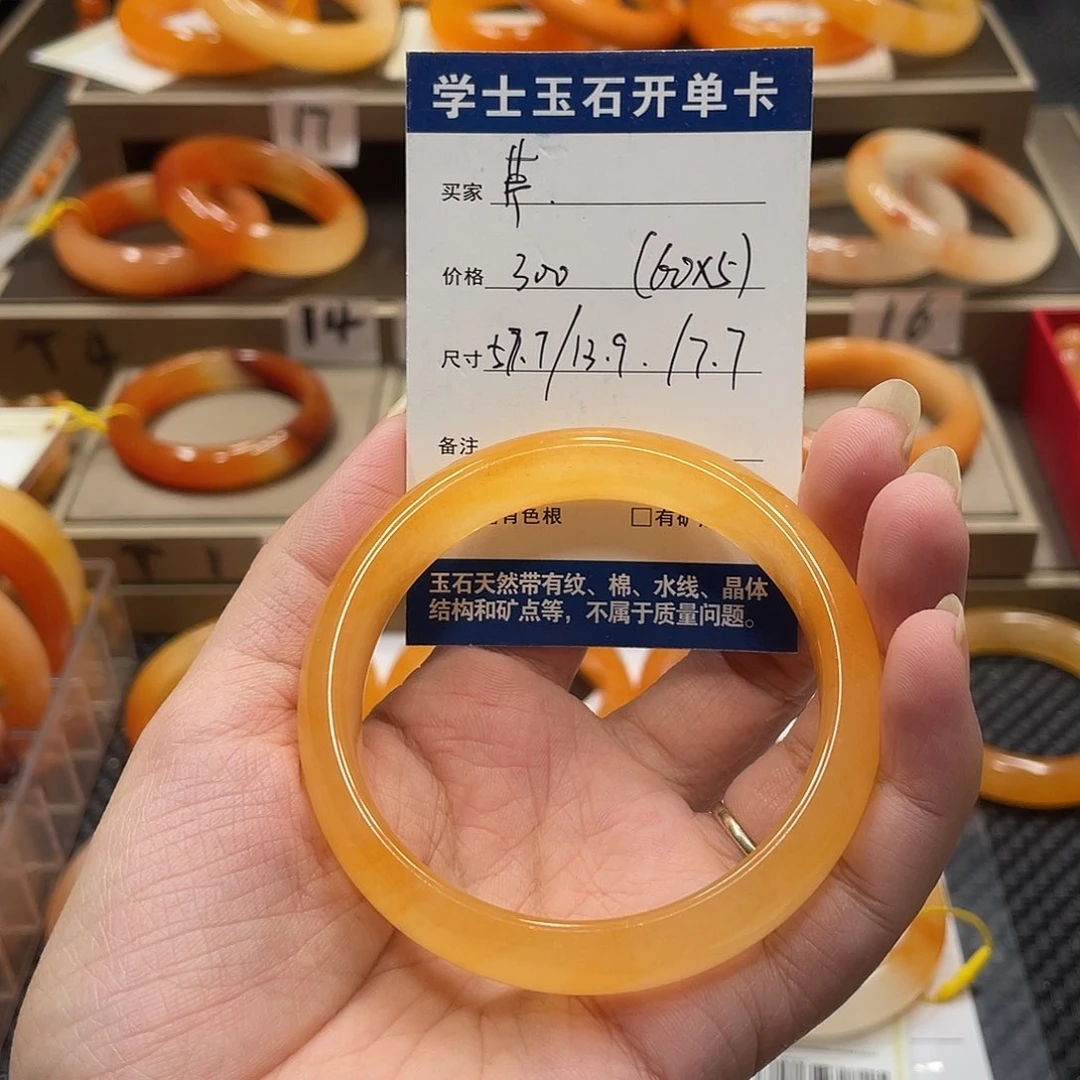 学士玉石开单卡
买家
价格 300 (60x5)
尺寸 57.7/13.9./7.7
备注
有色根 □有矿
玉石天然带有纹、棉、水线、晶体
结构和矿点等，不属于质量问题。
17
14
16